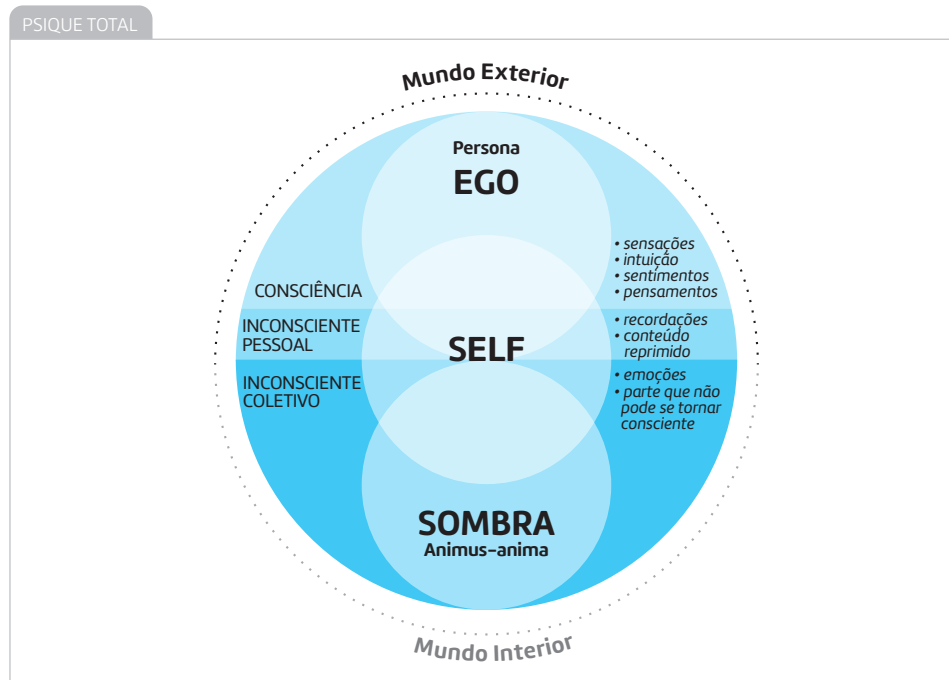 PSIQUE TOTAL
Mundo Exterior
Persona
EGO
• sensações
• intuição
• sentimentos
• pensamentos
CONSCIÊNCIA
INCONSCIENTE
PESSOAL
• recordações
• conteúdo
reprimido
SELF
INCONSCIENTE
COLETIVO
• emoções
• parte que não
pode se tornar
consciente
SOMBRA
Animus-anima
Mundo Interior